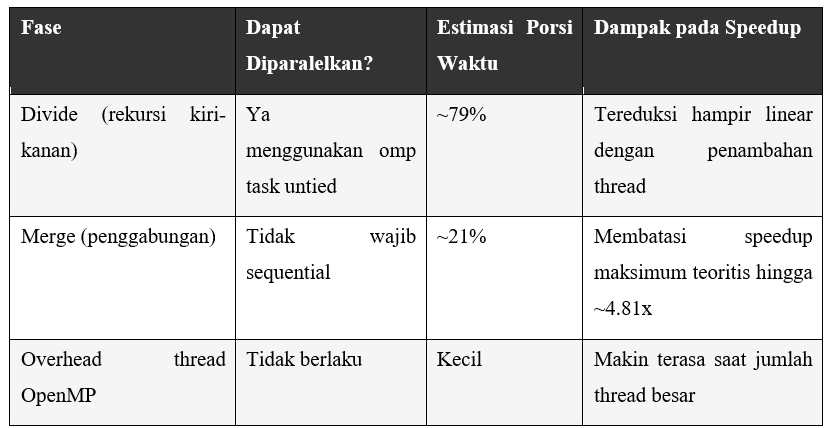 Fase
Dapat
Diparalelkan?
Estimasi Porsi
Waktu
Dampak pada Speedup
Divide (rekursi kiri-
kanan)
Ya
menggunakan omp
task untied
~79%
Tereduksi hampir linear
dengan penambahan
thread
Merge (penggabungan)
Tidak wajib
sequential
~21%
Membatasi speedup
maksimum teoritis hingga
~4.81x
Overhead thread
OpenMP
Tidak berlaku
Kecil
Makin terasa saat jumlah
thread besar